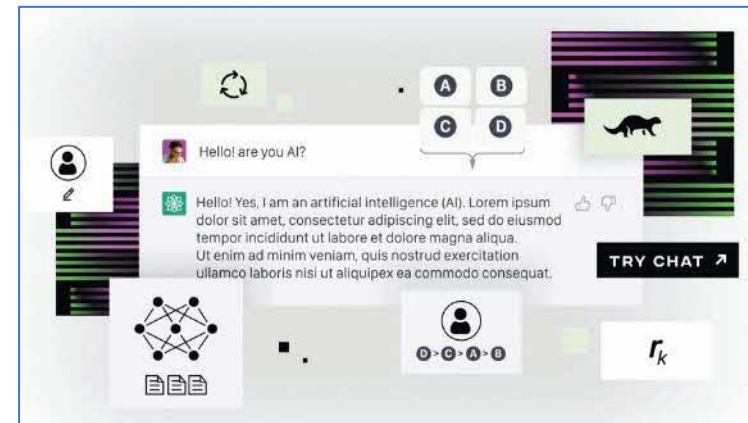 A B
C D
Hello! are you AI?
Hello! Yes, I am an artificial intelligence (AI). Lorem ipsum
dolor sit amet, consectetur adipiscing elit, sed do eiusmod
tempor incididunt ut labore et dolore magna aliqua.
Ut enim ad minim veniam, quis nostrud exercitation
ullamco laboris nisi ut aliquipex ea commodo consequat.
TRY CHAT ↗
D>C>A>B
rₖ